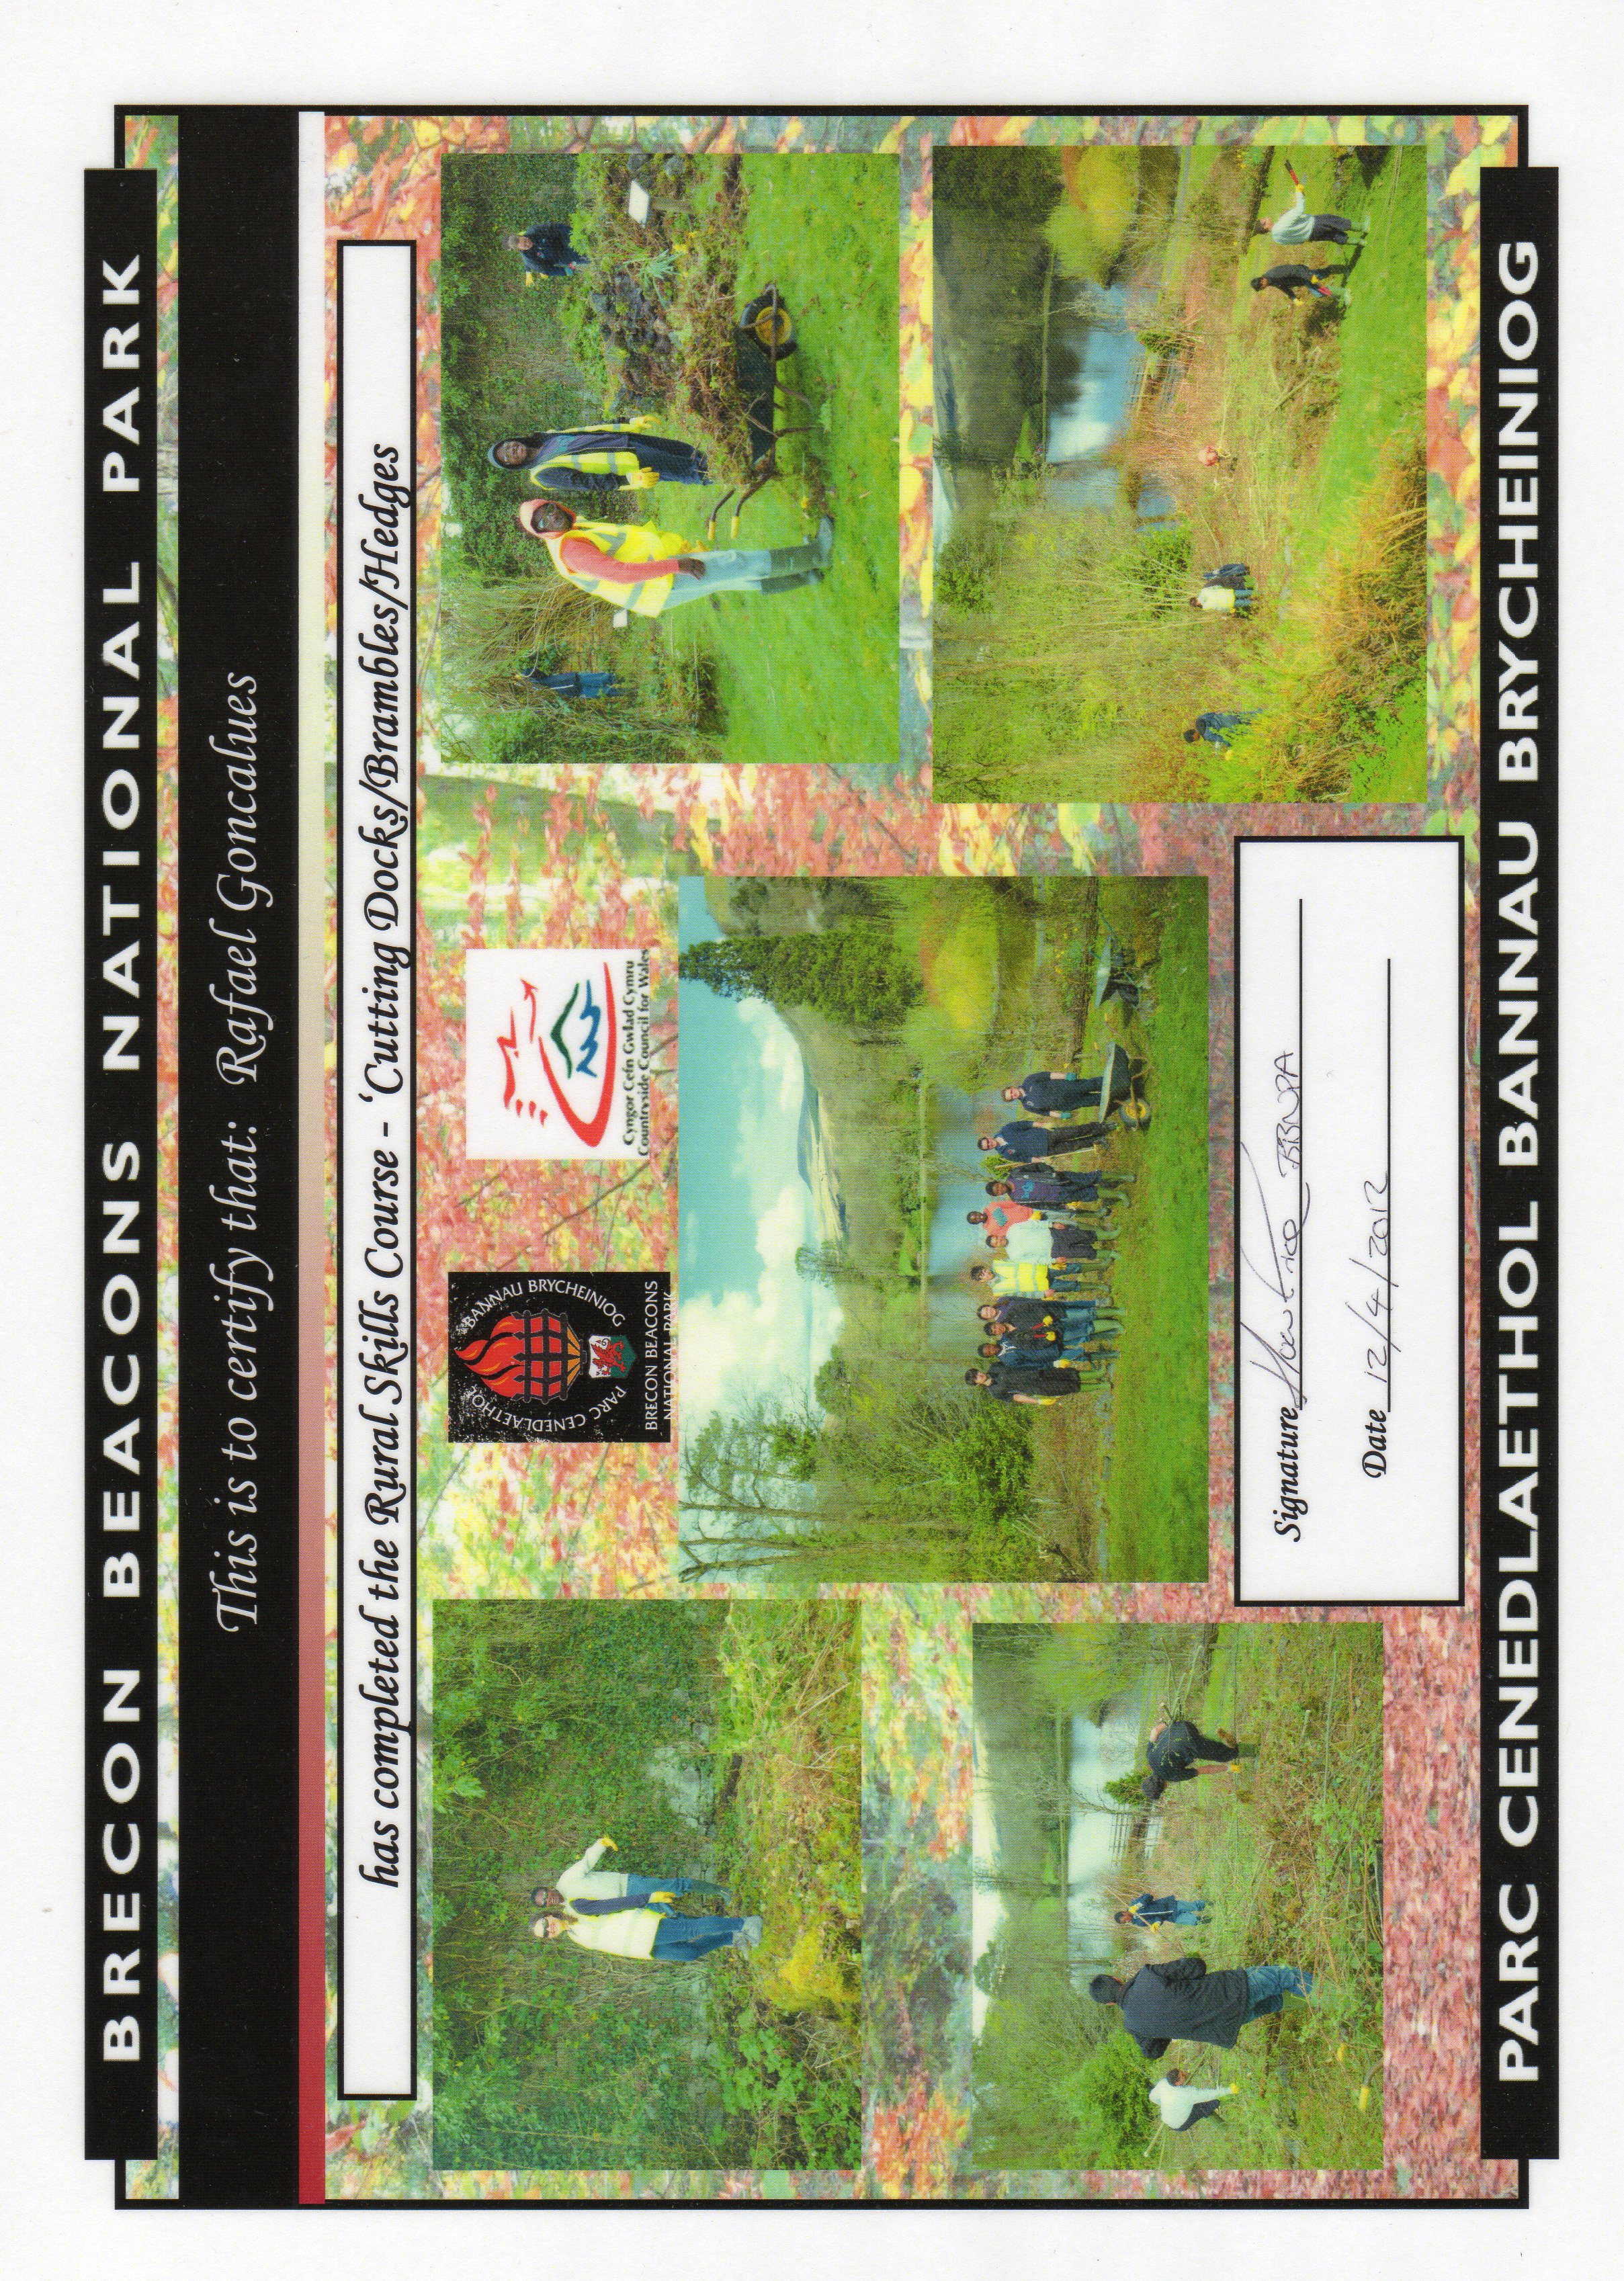 BRECON BEACONS NATIONAL PARK
This is to certify that: Rafael Goncalues
has completed the Rural Skills Course - ‘Cutting Docks/Brambles/Hedges
PARC CENEDLAETHOL BANNAU BRYCHEINIOG
BRECON BEACONS
NATIONAL PARK
Cyngor Cefn Gwlad Cymru
Countryside Council for Wales
Signature BBNPA
Date 12/4/2012
PARC CENEDLAETHOL BANNAU BRYCHEINIOG